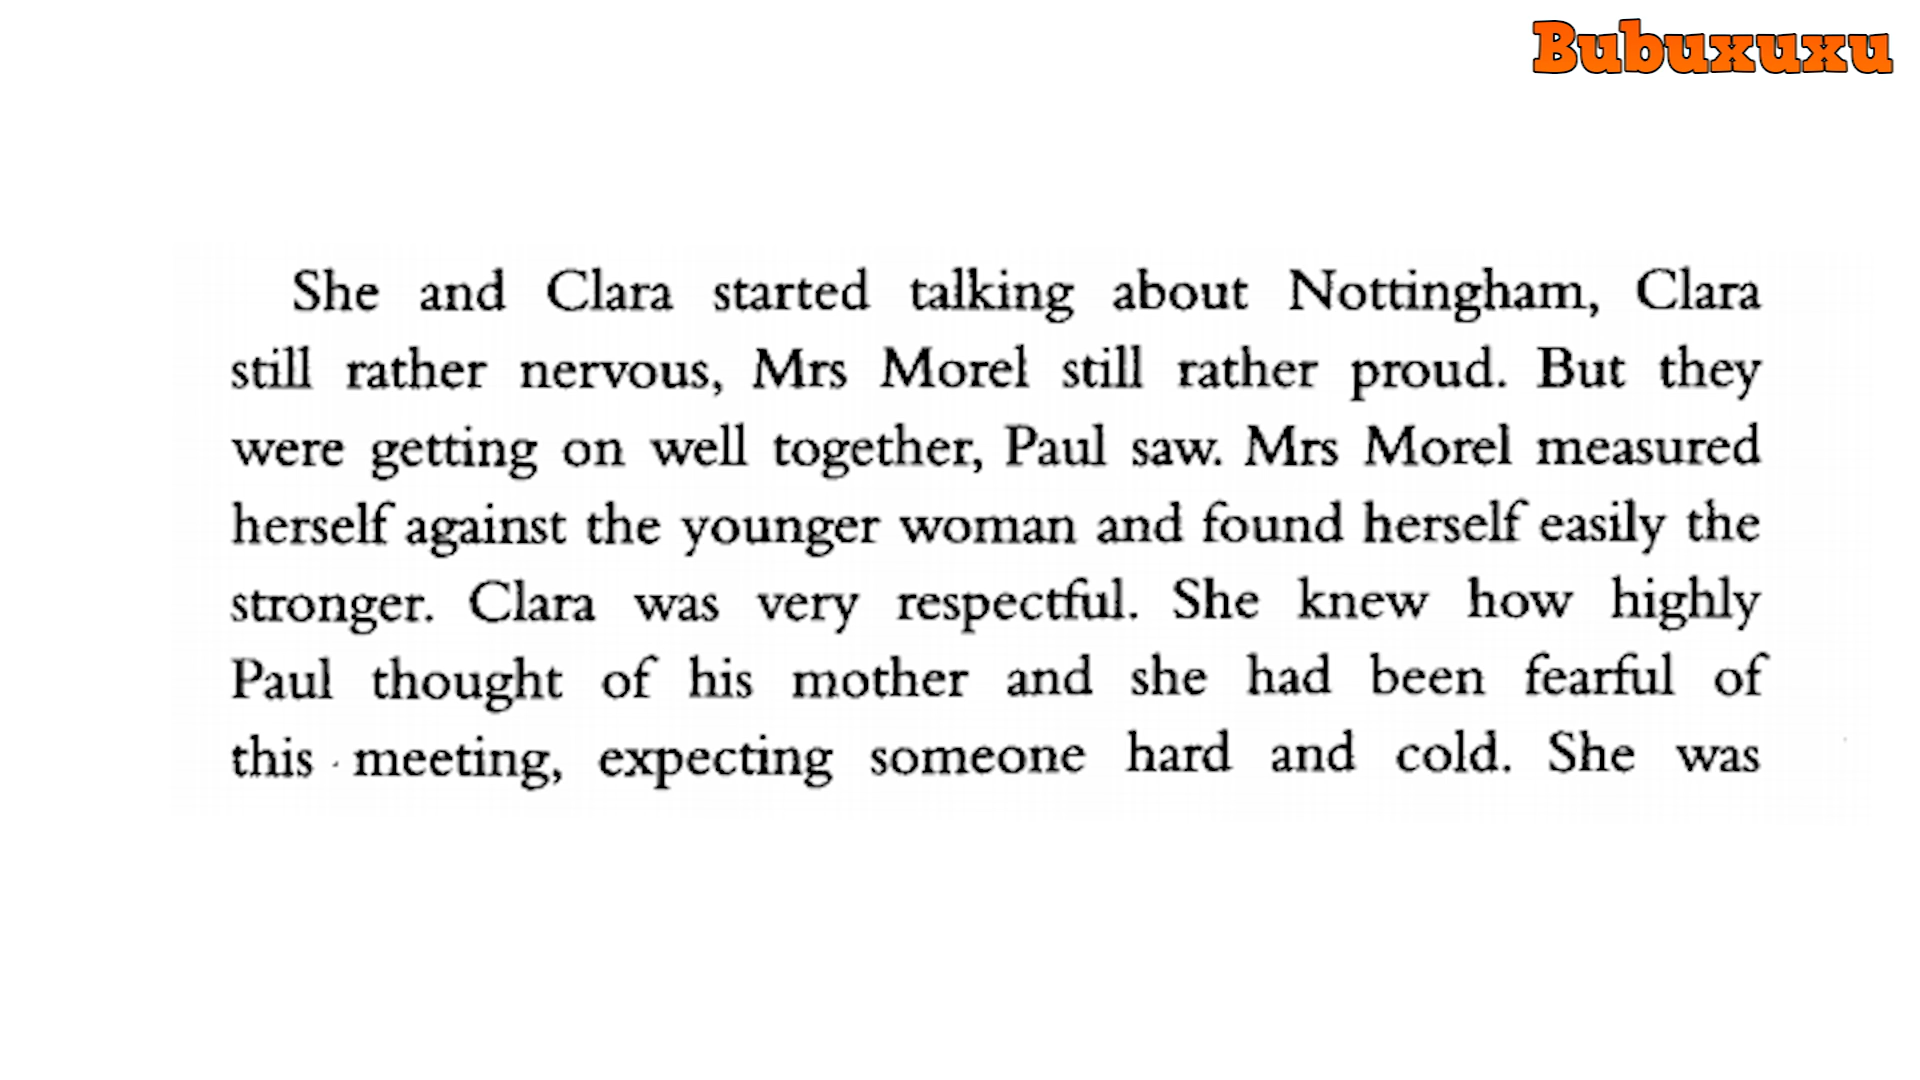 Bubuxuxu
She and Clara started talking about Nottingham, Clara
still rather nervous, Mrs Morel still rather proud. But they
were getting on well together, Paul saw. Mrs Morel measured
herself against the younger woman and found herself easily the
stronger. Clara was very respectful. She knew how highly
Paul thought of his mother and she had been fearful of
this meeting, expecting someone hard and cold. She was